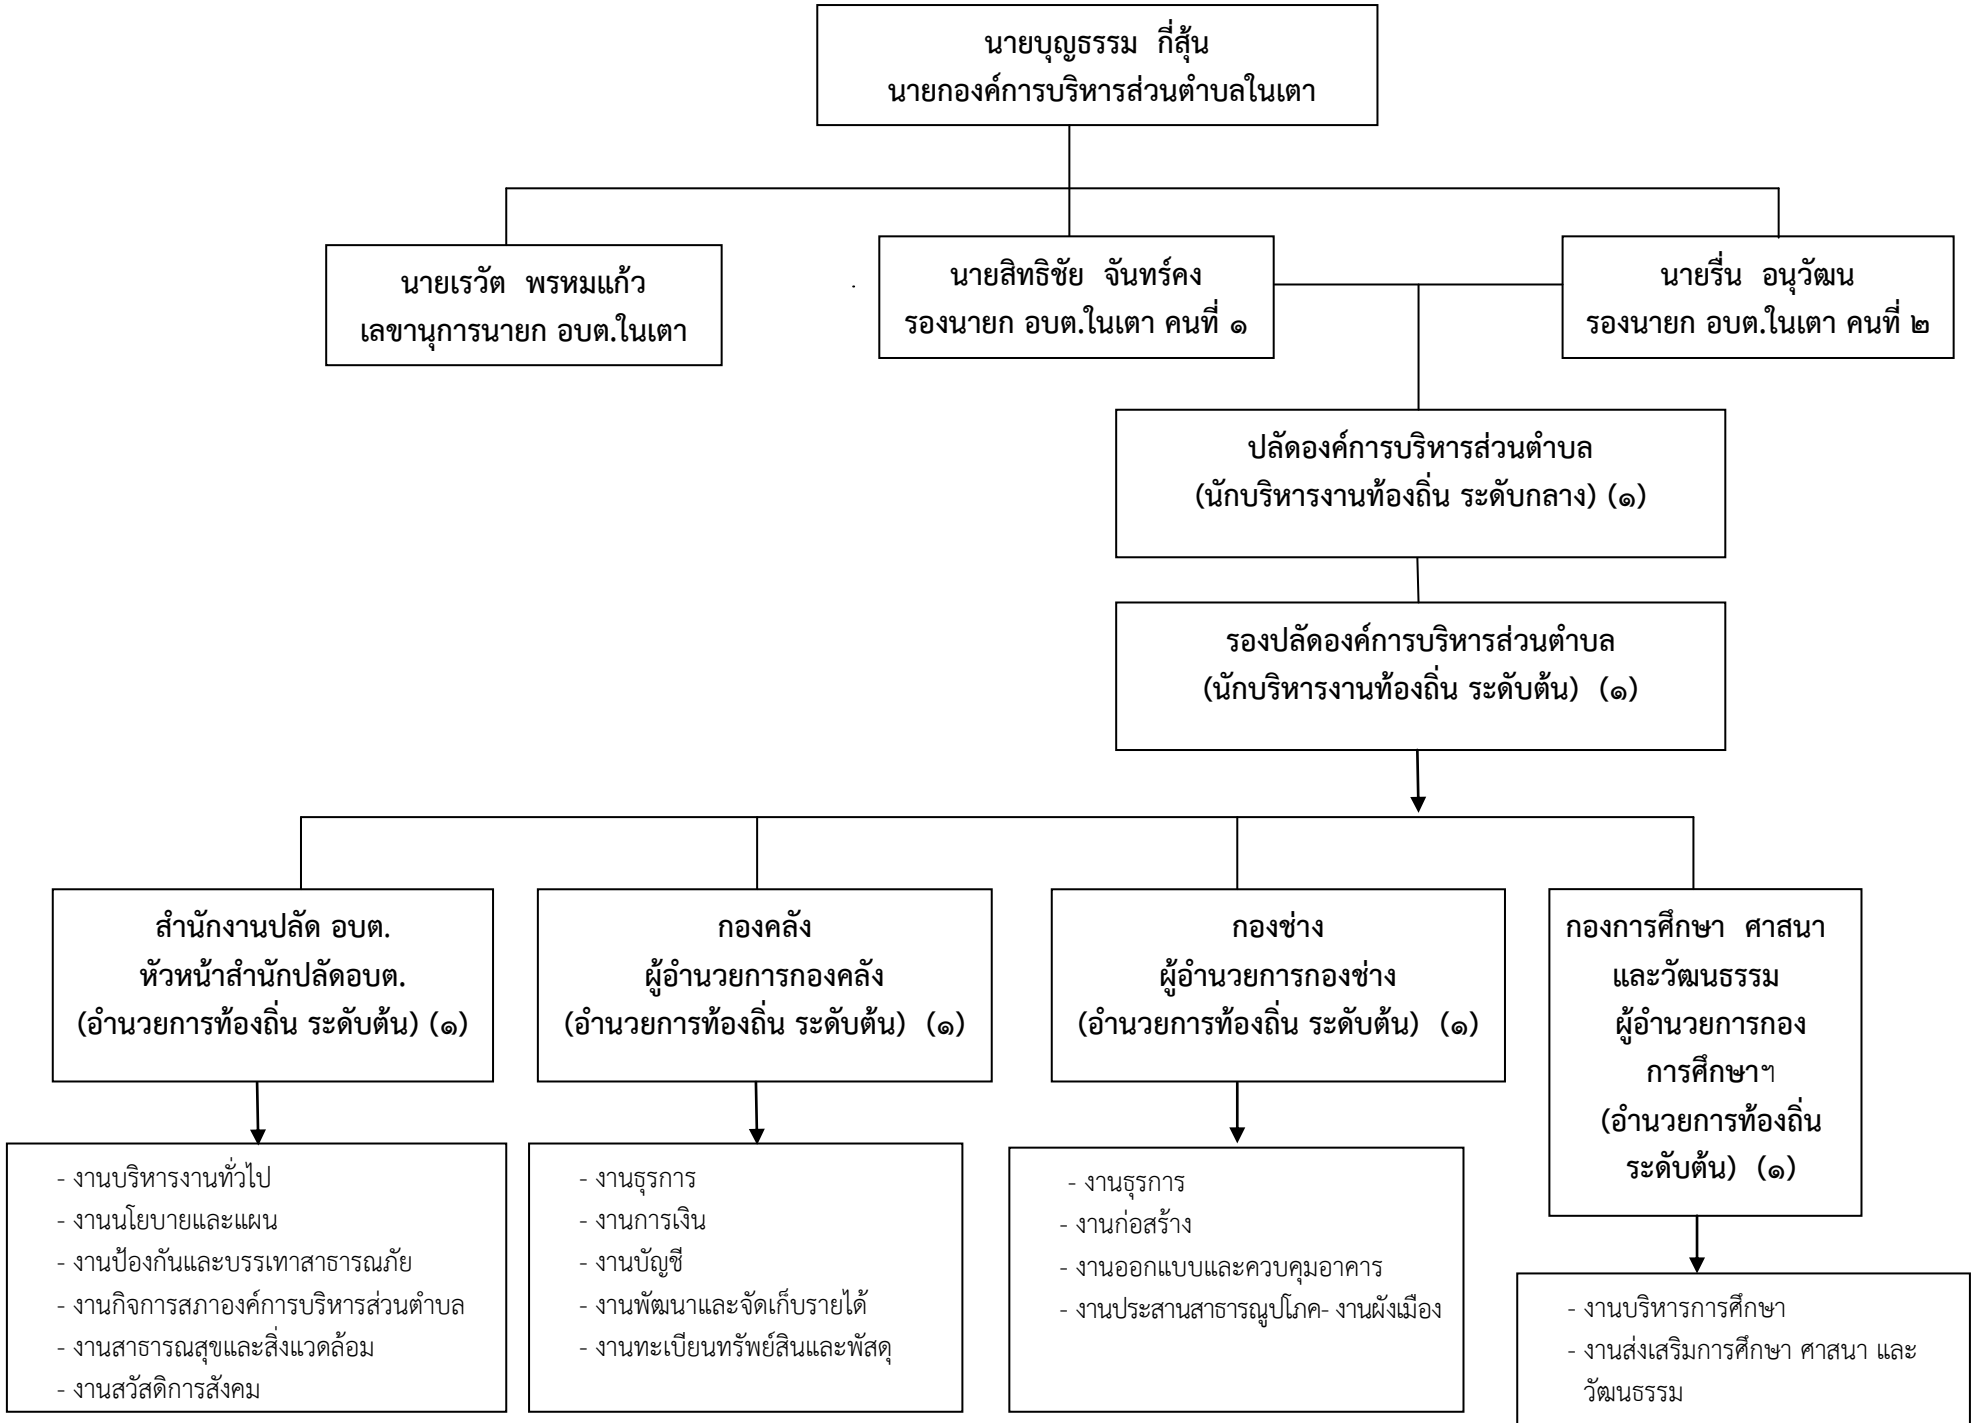 นายบุญธรรม กี่สุ้น
นายกองค์การบริหารส่วนตำบลในเตา
นายเรวัต พรหมแก้ว
เลขานุการนายก อบต.ในเตา
นายสิทธิชัย จันทร์คง
รองนายก อบต.ในเตา คนที่ ๑
นายรื่น อนุวัฒน
รองนายก อบต.ในเตา คนที่ ๒
ปลัดองค์การบริหารส่วนตำบล
(นักบริหารงานท้องถิ่น ระดับกลาง) (๑)
รองปลัดองค์การบริหารส่วนตำบล
(นักบริหารงานท้องถิ่น ระดับต้น) (๑)
สำนักงานปลัด อบต.
หัวหน้าสำนักปลัดอบต.
(อำนวยการท้องถิ่น ระดับต้น) (๑)
กองคลัง
ผู้อำนวยการกองคลัง
(อำนวยการท้องถิ่น ระดับต้น) (๑)
กองช่าง
ผู้อำนวยการกองช่าง
(อำนวยการท้องถิ่น ระดับต้น) (๑)
กองการศึกษา ศาสนา
และวัฒนธรรม
ผู้อำนวยการกอง
การศึกษาฯ
(อำนวยการท้องถิ่น
ระดับต้น) (๑)
- งานบริหารงานทั่วไป
- งานนโยบายและแผน
- งานป้องกันและบรรเทาสาธารณภัย
- งานกิจการสภาองค์การบริหารส่วนตำบล
- งานสาธารณสุขและสิ่งแวดล้อม
- งานสวัสดิการสังคม
- งานธุรการ
- งานการเงิน
- งานบัญชี
- งานพัฒนาและจัดเก็บรายได้
- งานทะเบียนทรัพย์สินและพัสดุ
- งานธุรการ
- งานก่อสร้าง
- งานออกแบบและควบคุมอาคาร
- งานประสานสาธารณูปโภค- งานผังเมือง
- งานบริหารการศึกษา
- งานส่งเสริมการศึกษา ศาสนา และ
วัฒนธรรม